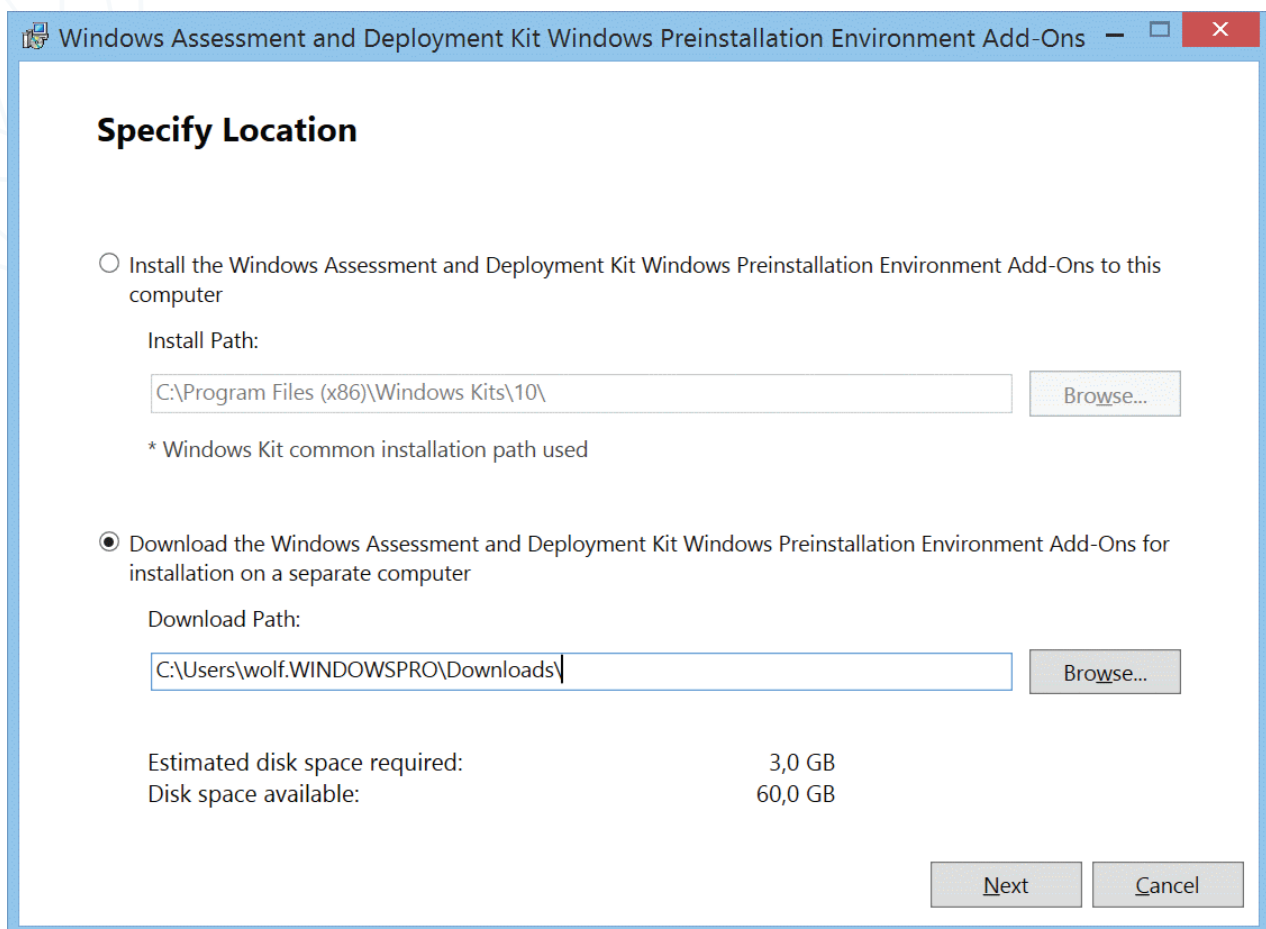 Windows Assessment and Deployment Kit Windows Preinstallation Environment Add-Ons
Specify Location
Install the Windows Assessment and Deployment Kit Windows Preinstallation Environment Add-Ons to this
computer
Install Path:
C:\Program Files (x86)\Windows Kits\10\
Browse...
* Windows Kit common installation path used
Download the Windows Assessment and Deployment Kit Windows Preinstallation Environment Add-Ons for
installation on a separate computer
Download Path:
C:\Users\wolf.WINDOWSPRO\Downloads\
Browse...
Estimated disk space required: 3,0 GB
Disk space available: 60,0 GB
Next Cancel